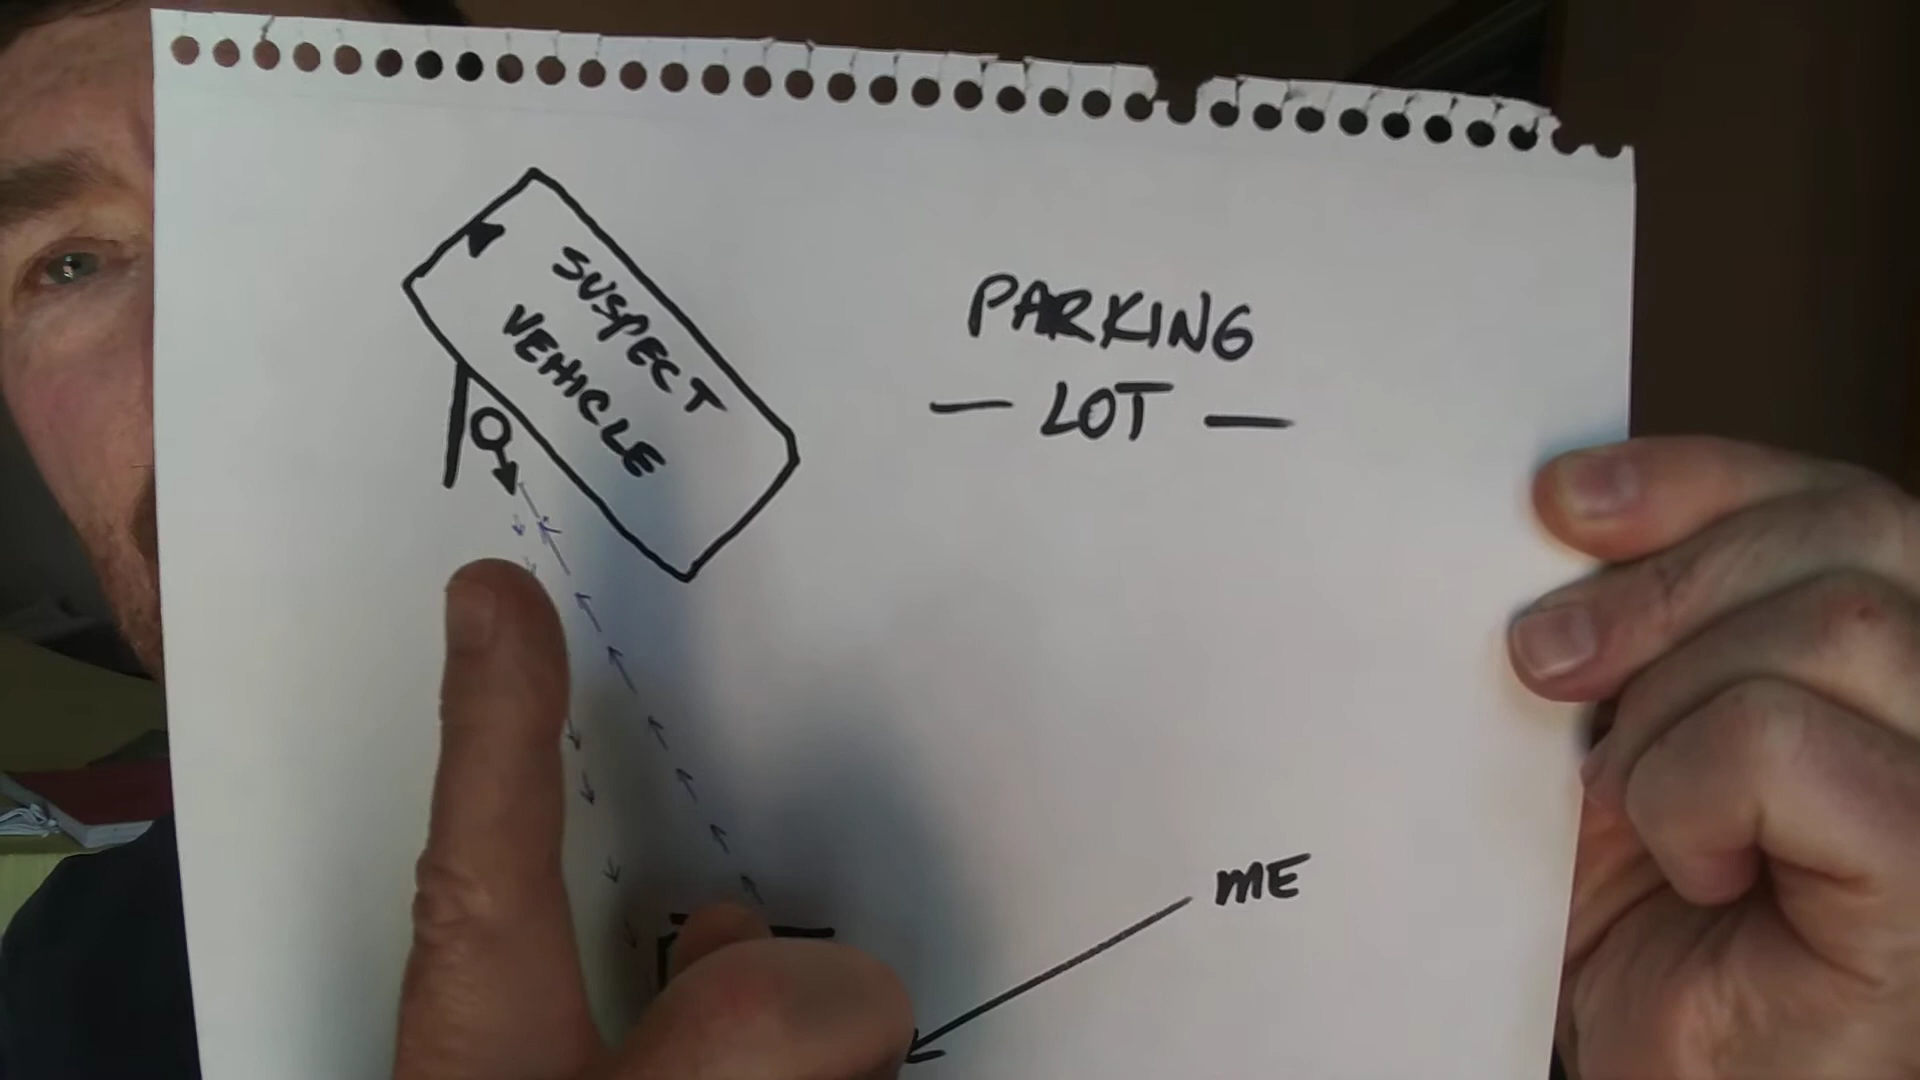 SUSPECT
VEHICLE
PARKING
— LOT —
ME